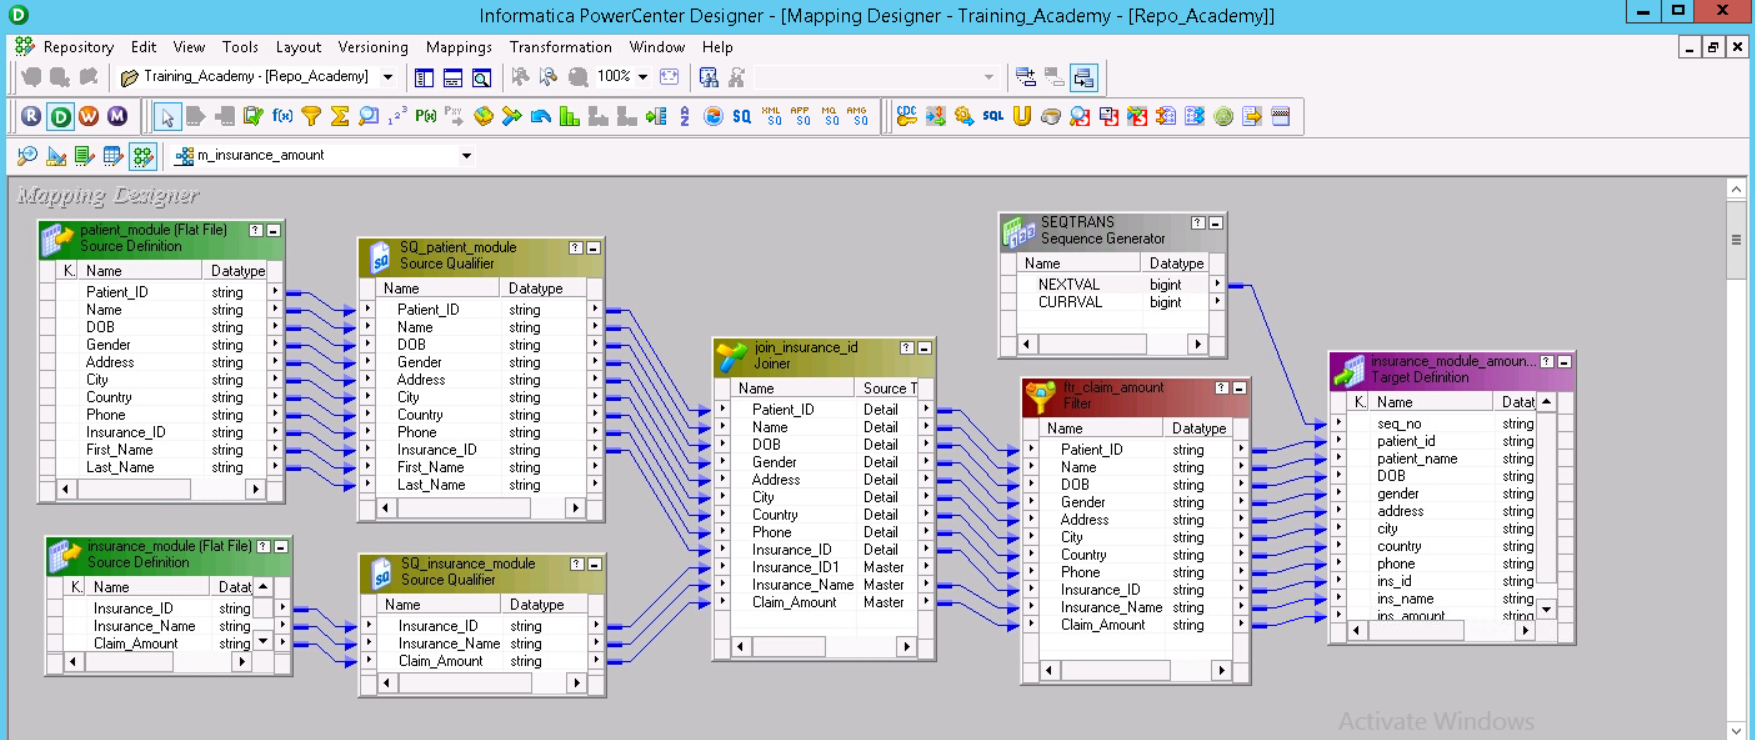 Informatica PowerCenter Designer - [Mapping Designer - Training_Academy - [Repo_Academy]]
Repository Edit View Tools Layout Versioning Mappings Transformation Window Help
Training_Academy - [Repo_Academy] 100%
m_insurance_amount
Mapping Designer
patient_module (Flat File)
Source Definition
K. Name Datatype
Patient_ID string
Name string
DOB string
Gender string
Address string
City string
Country string
Phone string
Insurance_ID string
First_Name string
Last_Name string
SQ_patient_module
Source Qualifier
Name Datatype
Patient_ID string
Name string
DOB string
Gender string
Address string
City string
Country string
Phone string
Insurance_ID string
First_Name string
Last_Name string
insurance_module (Flat File)
Source Definition
K. Name Datat
Insurance_ID string
Insurance_Name string
Claim_Amount string
SQ_insurance_module
Source Qualifier
Name Datatype
Insurance_ID string
Insurance_Name string
Claim_Amount string
join_insurance_id
Joiner
Name Source T
Patient_ID Detail
Name Detail
DOB Detail
Gender Detail
Address Detail
City Detail
Country Detail
Phone Detail
Insurance_ID Detail
Insurance_ID1 Master
Insurance_Name Master
Claim_Amount Master
SEQTRANS
Sequence Generator
Name Datatype
NEXTVAL bigint
CURRVAL bigint
ftr_claim_amount
Filter
Name Datatype
Patient_ID string
Name string
DOB string
Gender string
Address string
City string
Country string
Phone string
Insurance_ID string
Insurance_Name string
Claim_Amount string
insurance_module_amoun...
Target Definition
K. Name Datat
seq_no string
patient_id string
patient_name string
DOB string
gender string
address string
city string
country string
phone string
ins_id string
ins_name string
ins_amount string
Activate Windows